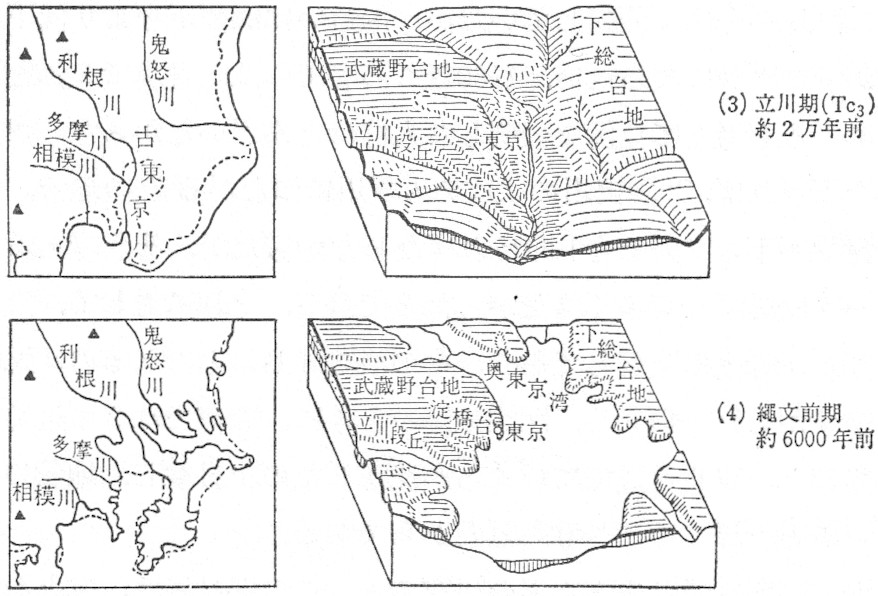 利根川
鬼怒川
多摩川
相模川
古東京川
武蔵野台地
立川段丘
東京
下総台地
(3) 立川期(Tc₃)
約2万年前
利根川
鬼怒川
多摩川
相模川
武蔵野台地
立川段丘
淀橋台
東京
奥東京湾
下総台地
(4) 縄文前期
約6000年前